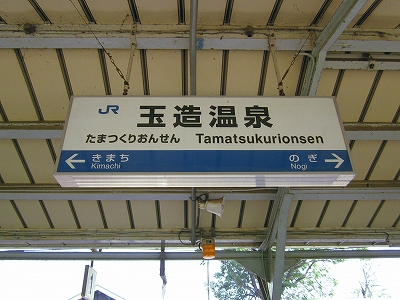 JR 玉造温泉
たまつくりおんせん Tamatsukurionsen
← きまち のぎ →
Kimachi Nogi